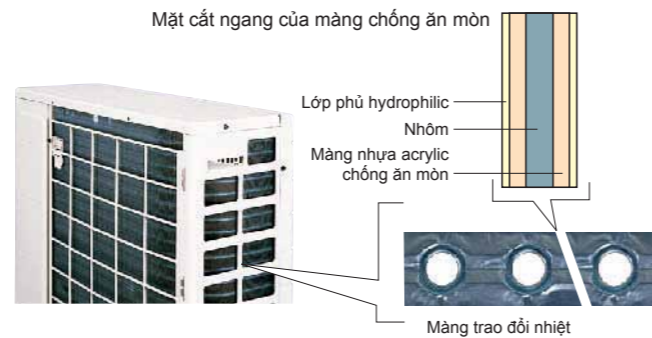 Mặt cắt ngang của màng chống ăn mòn
Lớp phủ hydrophilic
Nhôm
Màng nhựa acrylic
chống ăn mòn
Màng trao đổi nhiệt